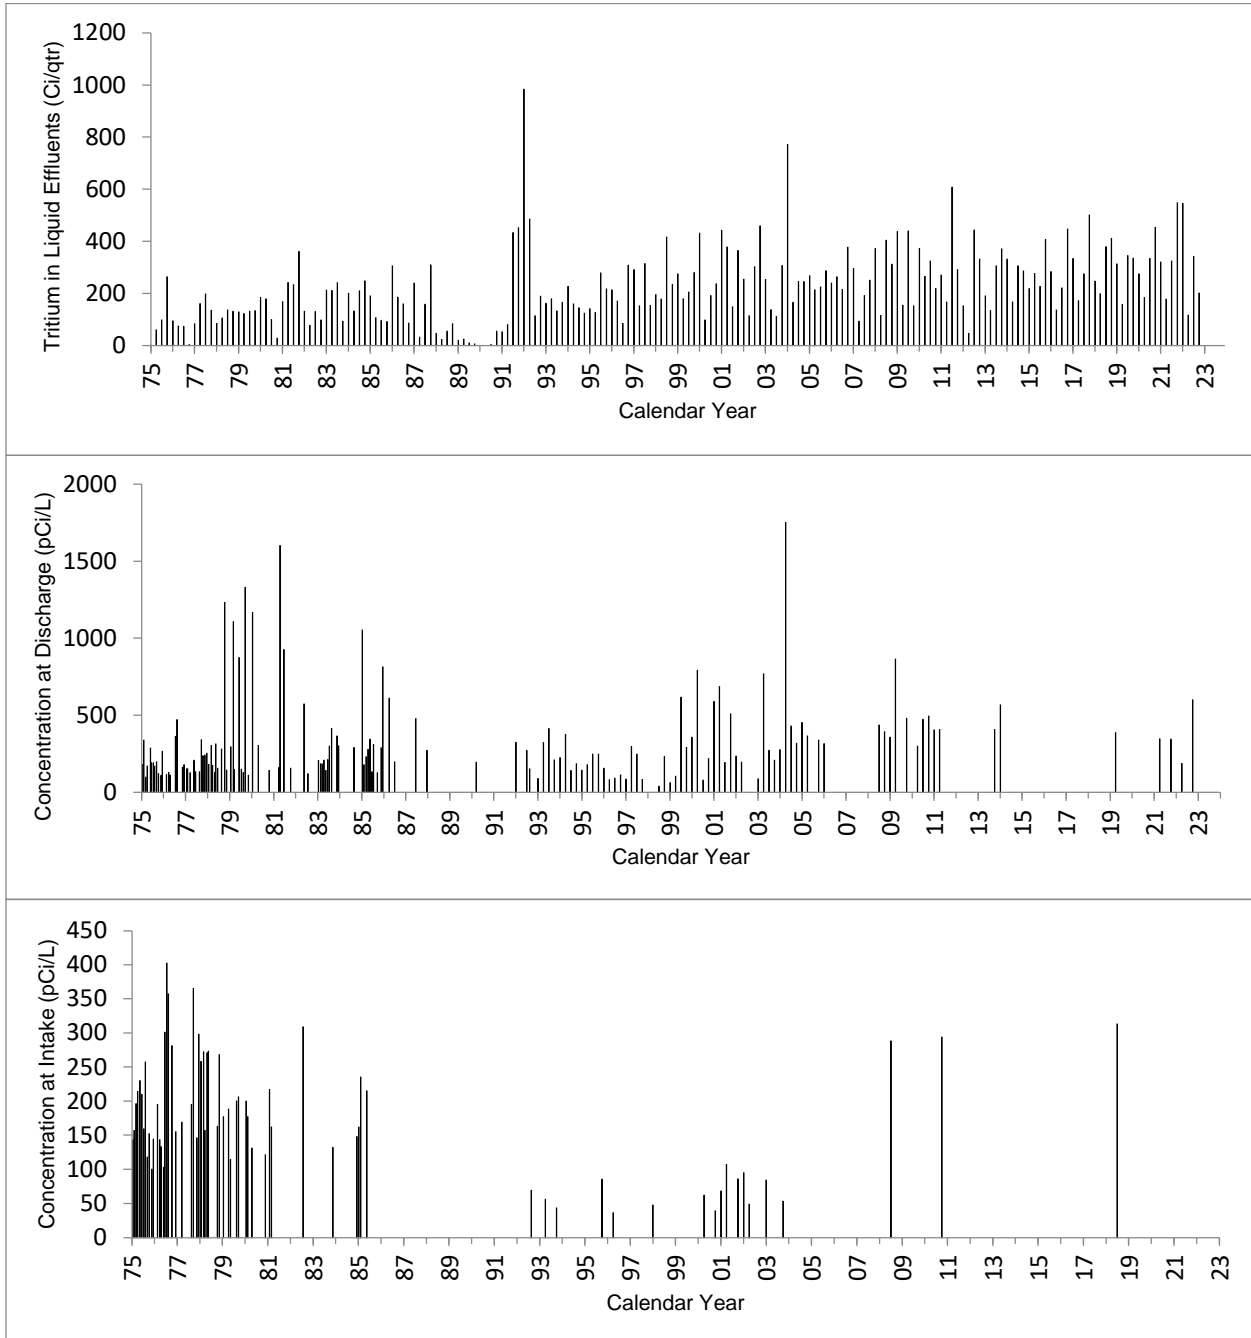 Tritium in Liquid Effluents (Ci/qtr)
1200
1000
800
600
400
200
0
75 77 79 81 83 85 87 89 91 93 95 97 99 01 03 05 07 09 11 13 15 17 19 21 23
Calendar Year
Concentration at Discharge (pCi/L)
2000
1500
1000
500
0
75 77 79 81 83 85 87 89 91 93 95 97 99 01 03 05 07 09 11 13 15 17 19 21 23
Calendar Year
Concentration at Intake (pCi/L)
450
400
350
300
250
200
150
100
50
0
75 77 79 81 83 85 87 89 91 93 95 97 99 01 03 05 07 09 11 13 15 17 19 21 23
Calendar Year